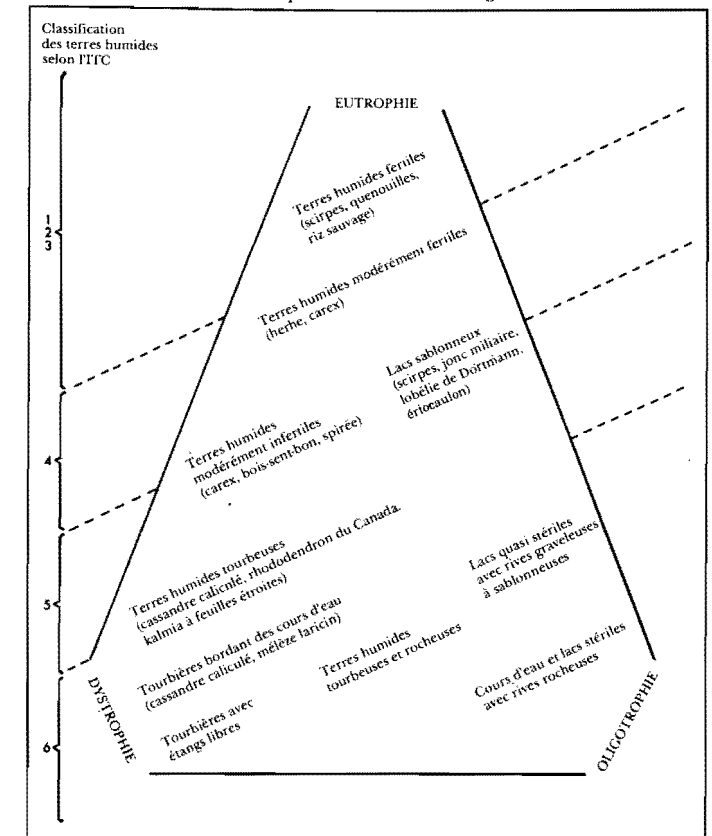 Classification
des terres humides
selon l'ITC
EUTROPHIE
Terres humides fertiles
(scirpes, quenouilles,
riz sauvage)
1
2
3
Terres humides modérément fertiles
(herhe, carex)
Lacs sablonneux
(scirpes, jonc miliaire,
lobélie de Dortmann,
ériocaulon)
4
Terres humides
modérément infertiles
(carex, bois-sent-bon, spirée)
Lacs quasi stériles
avec rives graveleuses
à sablonneuses
5
Terres humides tourbeuses
(cassandre caliculé, rhododendron du Canada,
kalmia à feuilles étroites)
Tourbières bordant des cours d'eau
(cassandre caliculé, mélèze laricin)
Terres humides
tourbeuses et rocheuses
Cours d'eau et lacs stériles
avec rives rocheuses
DYSTROPHIE
OLIGOTROPHIE
6
Tourbières avec
étangs libres